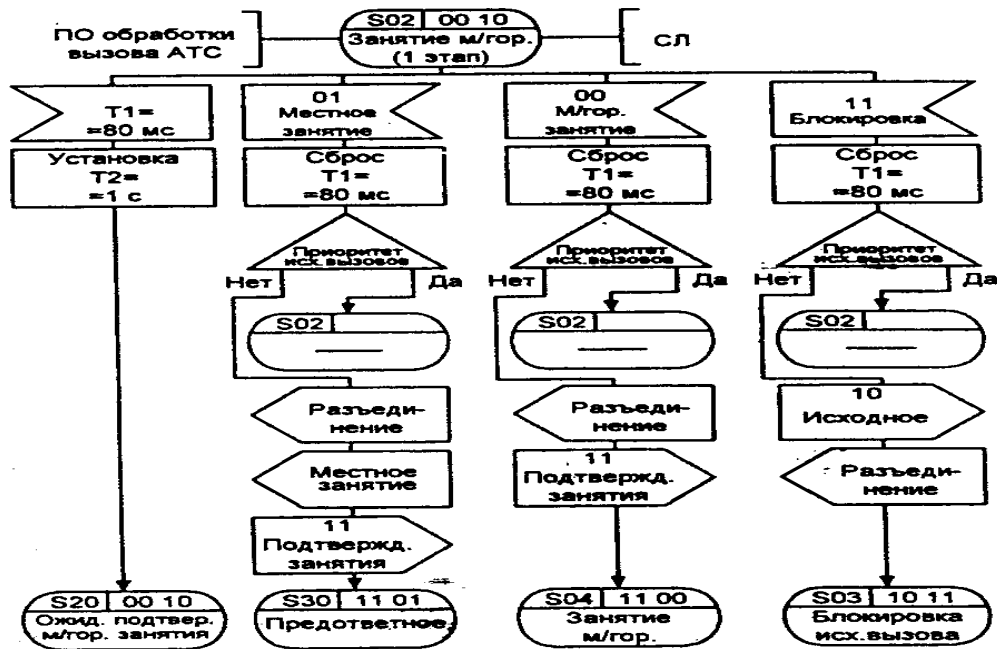 S02 00 10
ПО обработки
вызова АТС
Занятие м/гор.
(1 этап)
СЛ
T1=
=80 мс
01
Местное
занятие
00
М/гор.
занятие
11
Блокировка
Установка
T2=
=1 с
Сброс
T1=
=80 мс
Сброс
T1=
=80 мс
Сброс
T1=
=80 мс
Приоритет
исх.вызовов
Нет
Да
Приоритет
исх.вызовов
Нет
Да
Приоритет
исх.вызовов
Нет
Да
S02
S02
S02
Разъеди-
нение
Разъеди-
нение
10
Исходное
Местное
занятие
11
Подтвержд.
занятия
Разъеди-
нение
11
Подтвержд.
занятия
S20 00 10
Ожид. подтвер.
м/гор. занятия
S30 11 01
Предответное
S04 11 00
Занятие
м/гор.
S03 10 11
Блокировка
исх.вызова